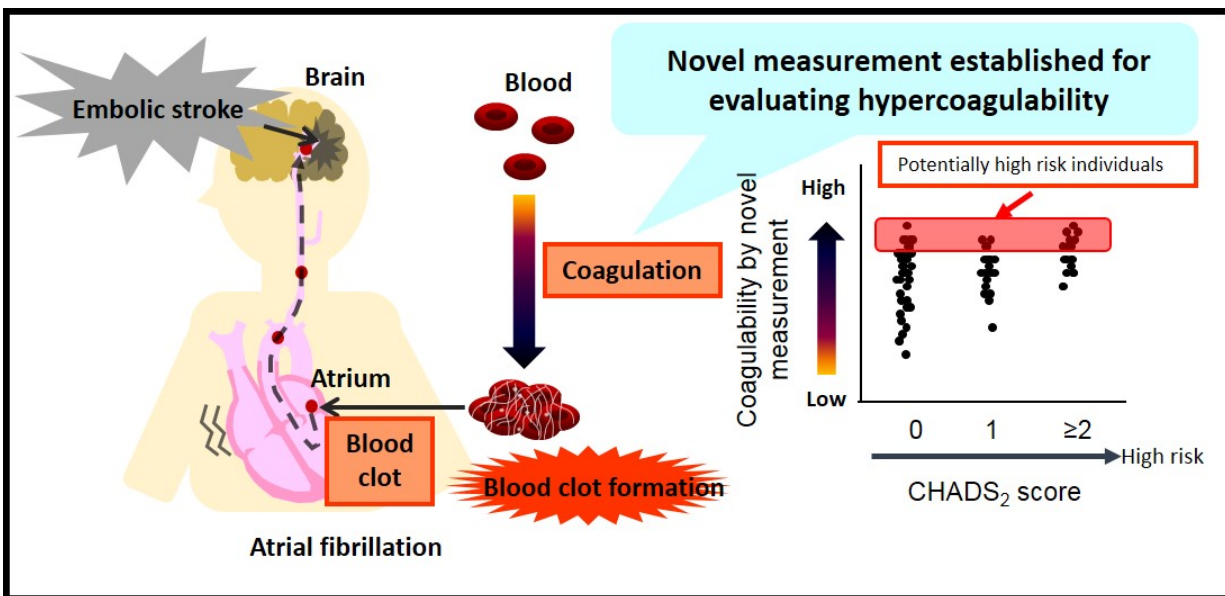 Brain
Embolic stroke
Blood
Novel measurement established for
evaluating hypercoagulability
Coagulation
Atrium
Blood
clot
Blood clot formation
Atrial fibrillation
Potentially high risk individuals
High
Coagulability by novel
measurement
Low
0 1 ≥2
High risk
CHADS₂ score